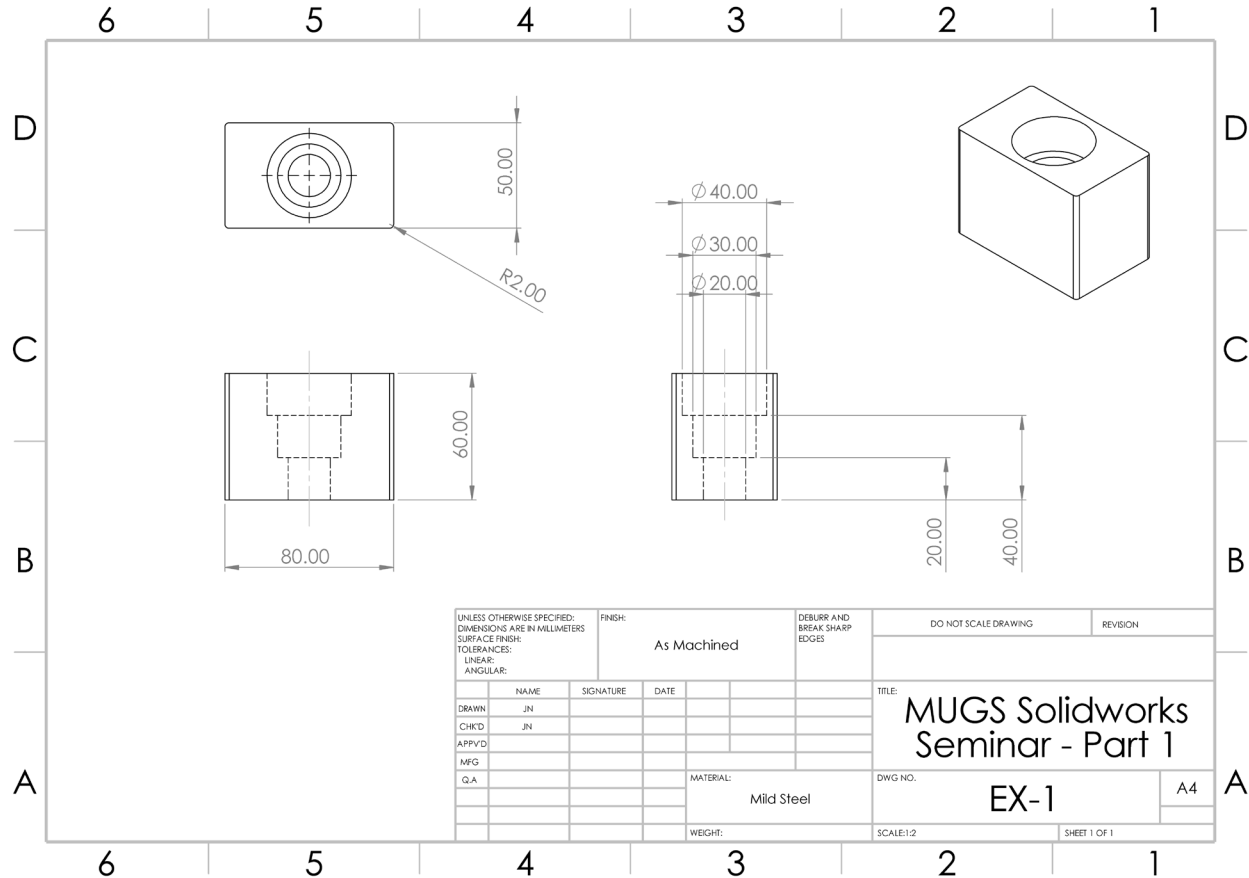 6 5 4 3 2 1
D D
50.00
⌀40.00
⌀30.00
⌀20.00
R2.00
C C
60.00
20.00
40.00
B B
80.00
UNLESS OTHERWISE SPECIFIED:
DIMENSIONS ARE IN MILLIMETERS
SURFACE FINISH:
TOLERANCES:
LINEAR:
ANGULAR:
FINISH:
As Machined
DEBURR AND
BREAK SHARP
EDGES
DO NOT SCALE DRAWING
REVISION
NAME SIGNATURE DATE
DRAWN JN
CHK'D JN
APPV'D
MFG
Q.A
TITLE:
MUGS Solidworks
Seminar - Part 1
A A
MATERIAL:
Mild Steel
DWG NO.
EX-1
A4
WEIGHT:
SCALE:1:2
SHEET 1 OF 1
6 5 4 3 2 1